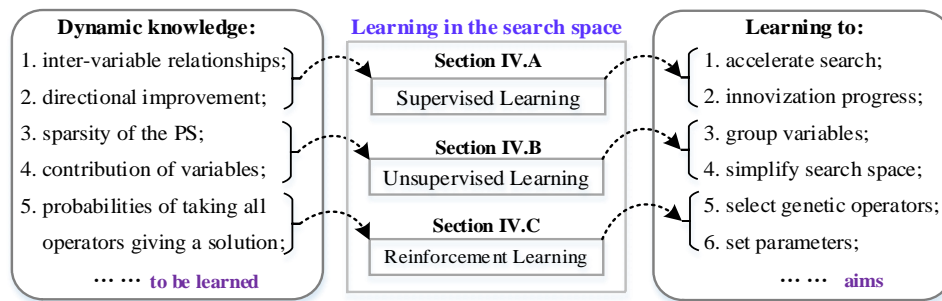 Dynamic knowledge:
1. inter-variable relationships;
2. directional improvement;
3. sparsity of the PS;
4. contribution of variables;
5. probabilities of taking all
operators giving a solution;
… … to be learned
Learning in the search space
Section IV.A
Supervised Learning
Section IV.B
Unsupervised Learning
Section IV.C
Reinforcement Learning
Learning to:
1. accelerate search;
2. innovization progress;
3. group variables;
4. simplify search space;
5. select genetic operators;
6. set parameters;
… … aims